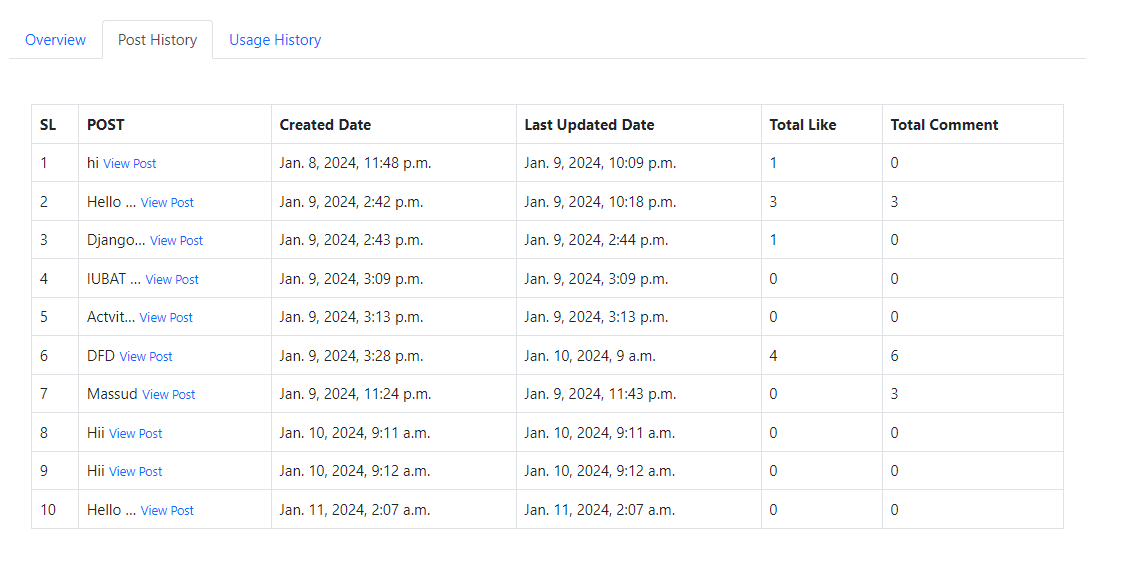 Overview Post History Usage History
SL POST Created Date Last Updated Date Total Like Total Comment
1 hi View Post Jan. 8, 2024, 11:48 p.m. Jan. 9, 2024, 10:09 p.m. 1 0
2 Hello ... View Post Jan. 9, 2024, 2:42 p.m. Jan. 9, 2024, 10:18 p.m. 3 3
3 Django... View Post Jan. 9, 2024, 2:43 p.m. Jan. 9, 2024, 2:44 p.m. 1 0
4 IUBAT ... View Post Jan. 9, 2024, 3:09 p.m. Jan. 9, 2024, 3:09 p.m. 0 0
5 Actvit... View Post Jan. 9, 2024, 3:13 p.m. Jan. 9, 2024, 3:13 p.m. 0 0
6 DFD View Post Jan. 9, 2024, 3:28 p.m. Jan. 10, 2024, 9 a.m. 4 6
7 Massud View Post Jan. 9, 2024, 11:24 p.m. Jan. 9, 2024, 11:43 p.m. 0 3
8 Hii View Post Jan. 10, 2024, 9:11 a.m. Jan. 10, 2024, 9:11 a.m. 0 0
9 Hii View Post Jan. 10, 2024, 9:12 a.m. Jan. 10, 2024, 9:12 a.m. 0 0
10 Hello ... View Post Jan. 11, 2024, 2:07 a.m. Jan. 11, 2024, 2:07 a.m. 0 0